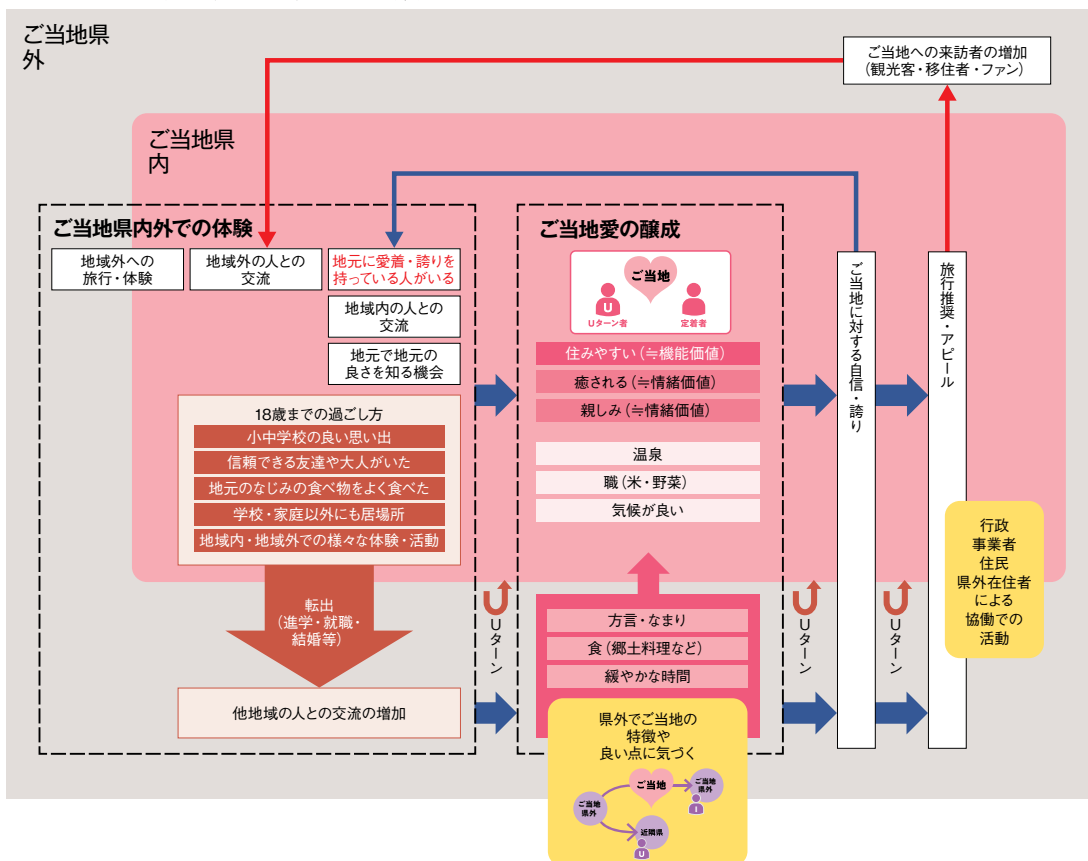 ご当地県
外
ご当地への来訪者の増加
(観光客・移住者・ファン)
ご当地県
内
ご当地県内外での体験
地域外への
旅行・体験
地域外の人との
交流
地元に愛着・誇りを
持っている人がいる
地域内の人との
交流
地元で地元の
良さを知る機会
18歳までの過ごし方
小中学校の良い思い出
信頼できる友達や大人がいた
地元のなじみの食べ物をよく食べた
学校・家庭以外にも居場所
地域内・地域外での様々な体験・活動
転出
(進学・就職・
結婚等)
他地域の人との交流の増加
Uターン
ご当地愛の醸成
ご当地
U
Uターン者
定着者
住みやすい(≒機能価値)
癒される(≒情緒価値)
親しみ(≒情緒価値)
温泉
職(米・野菜)
気候が良い
方言・なまり
食(郷土料理など)
緩やかな時間
県外でご当地の
特徴や
良い点に気づく
ご当地
ご当地
県外
ご当地
県外
I
近隣県
U
Uターン
ご当地に対する自信・誇り
Uターン
旅行推奨・アピール
行政
事業者
住民
県外在住者
による
協働での
活動